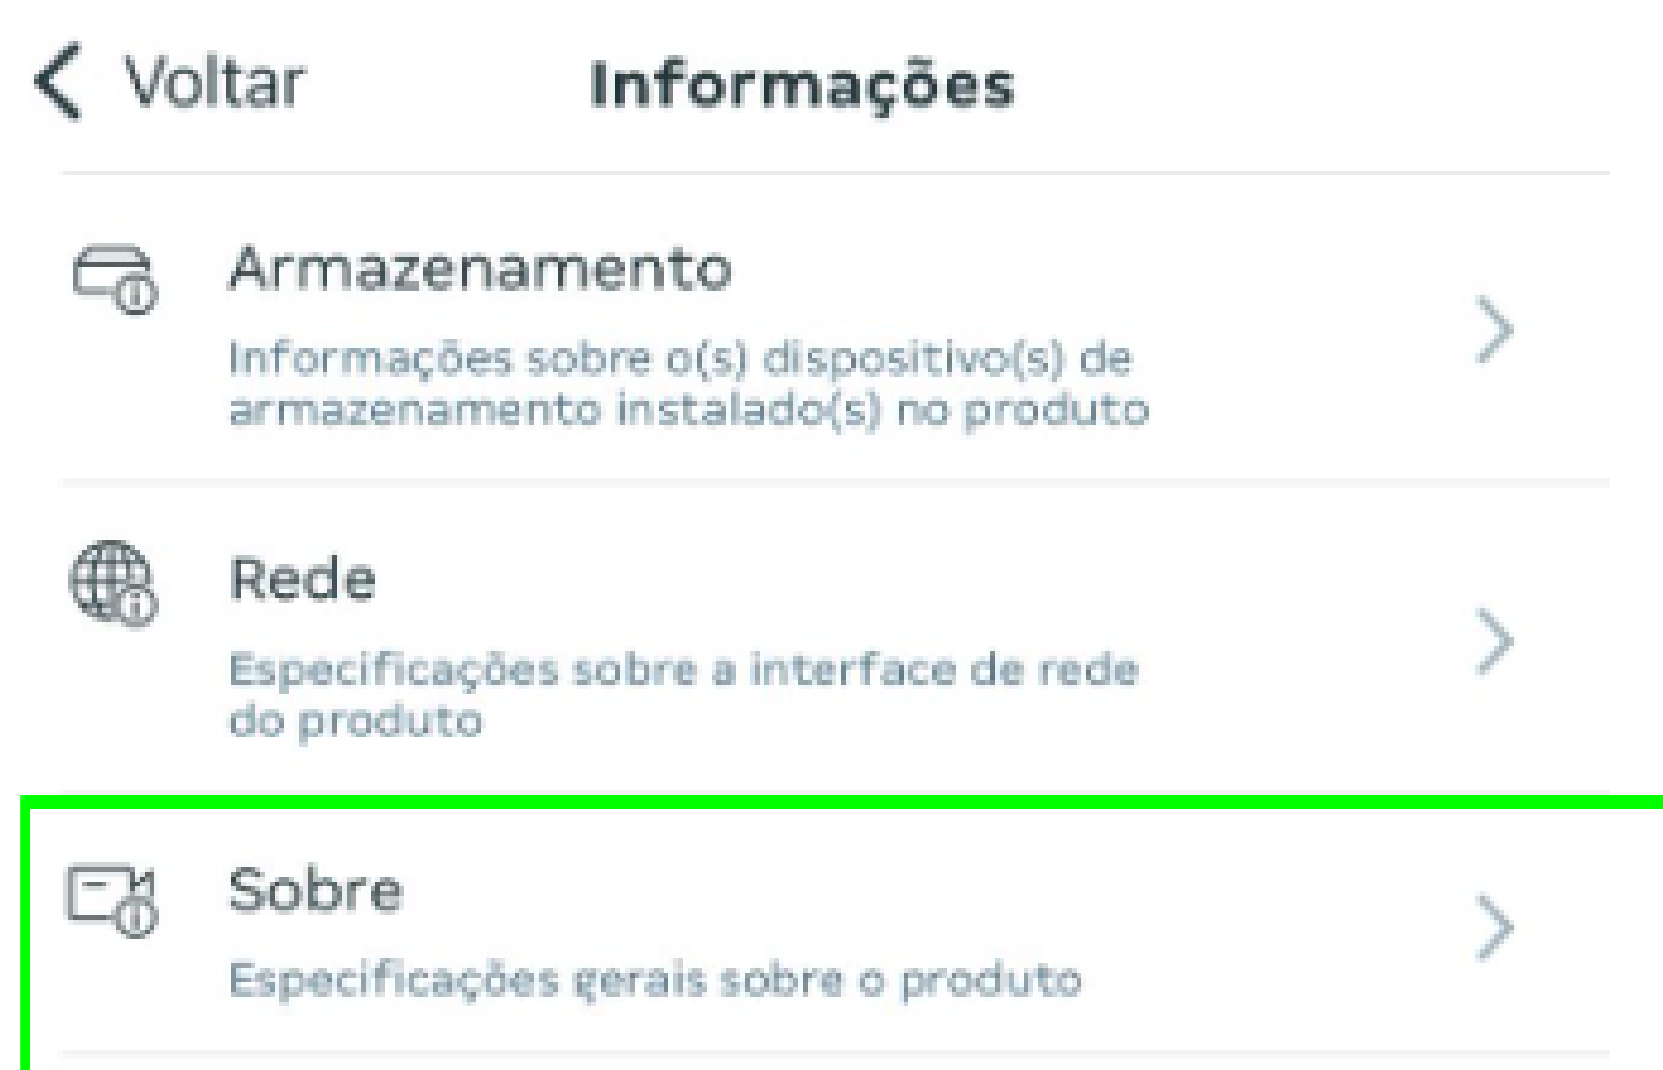 Voltar
Informações
Armazenamento
Informações sobre o(s) dispositivo(s) de
armazenamento instalado(s) no produto
Rede
Especificações sobre a interface de rede
do produto
Sobre
Especificações gerais sobre o produto